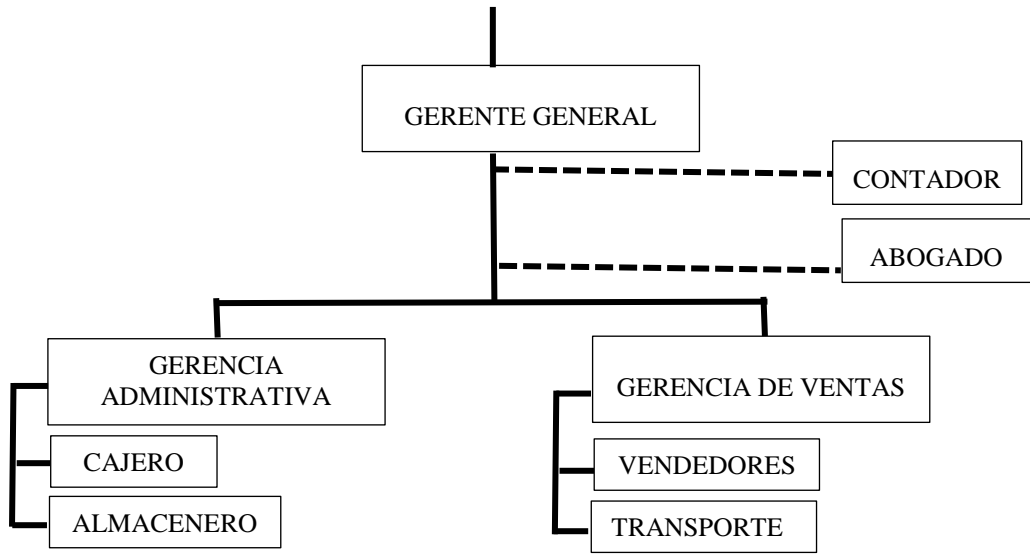 GERENTE GENERAL
CONTADOR
ABOGADO
GERENCIA
ADMINISTRATIVA
CAJERO
ALMACENERO
GERENCIA DE VENTAS
VENDEDORES
TRANSPORTE